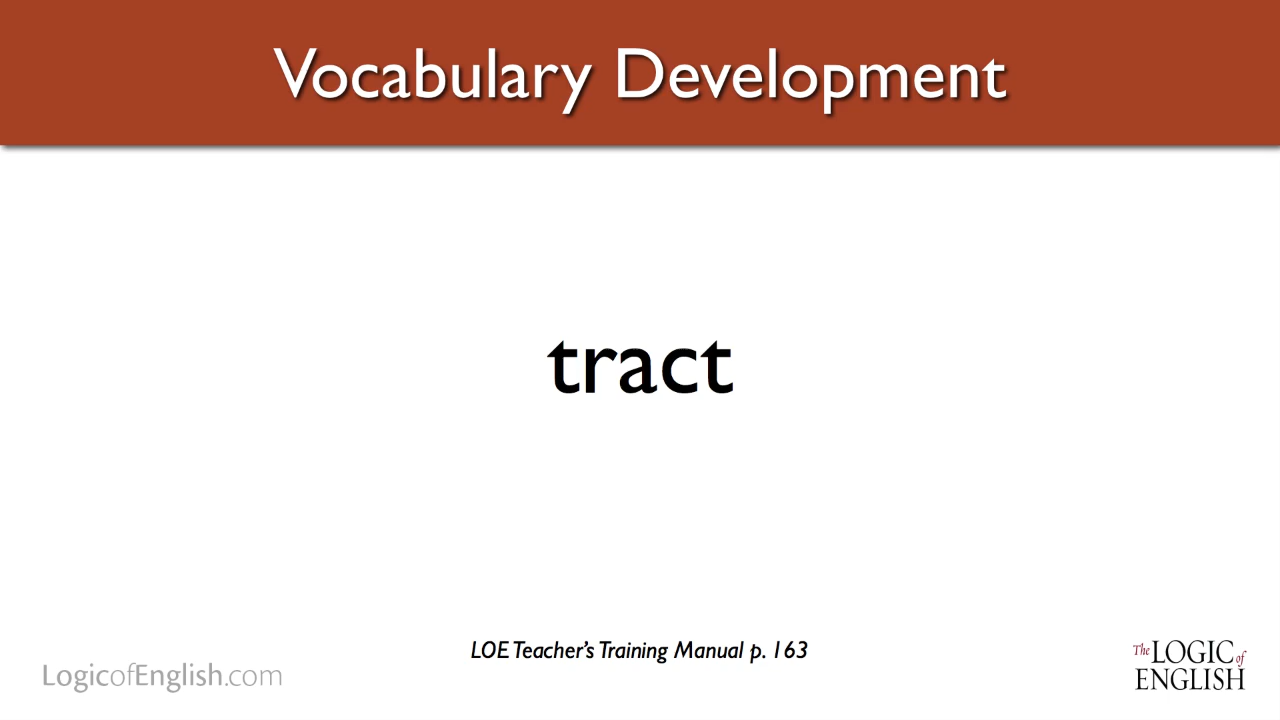 Vocabulary Development
tract
LOE Teacher's Training Manual p. 163
LogicofEnglish.com
The LOGIC of
ENGLISH